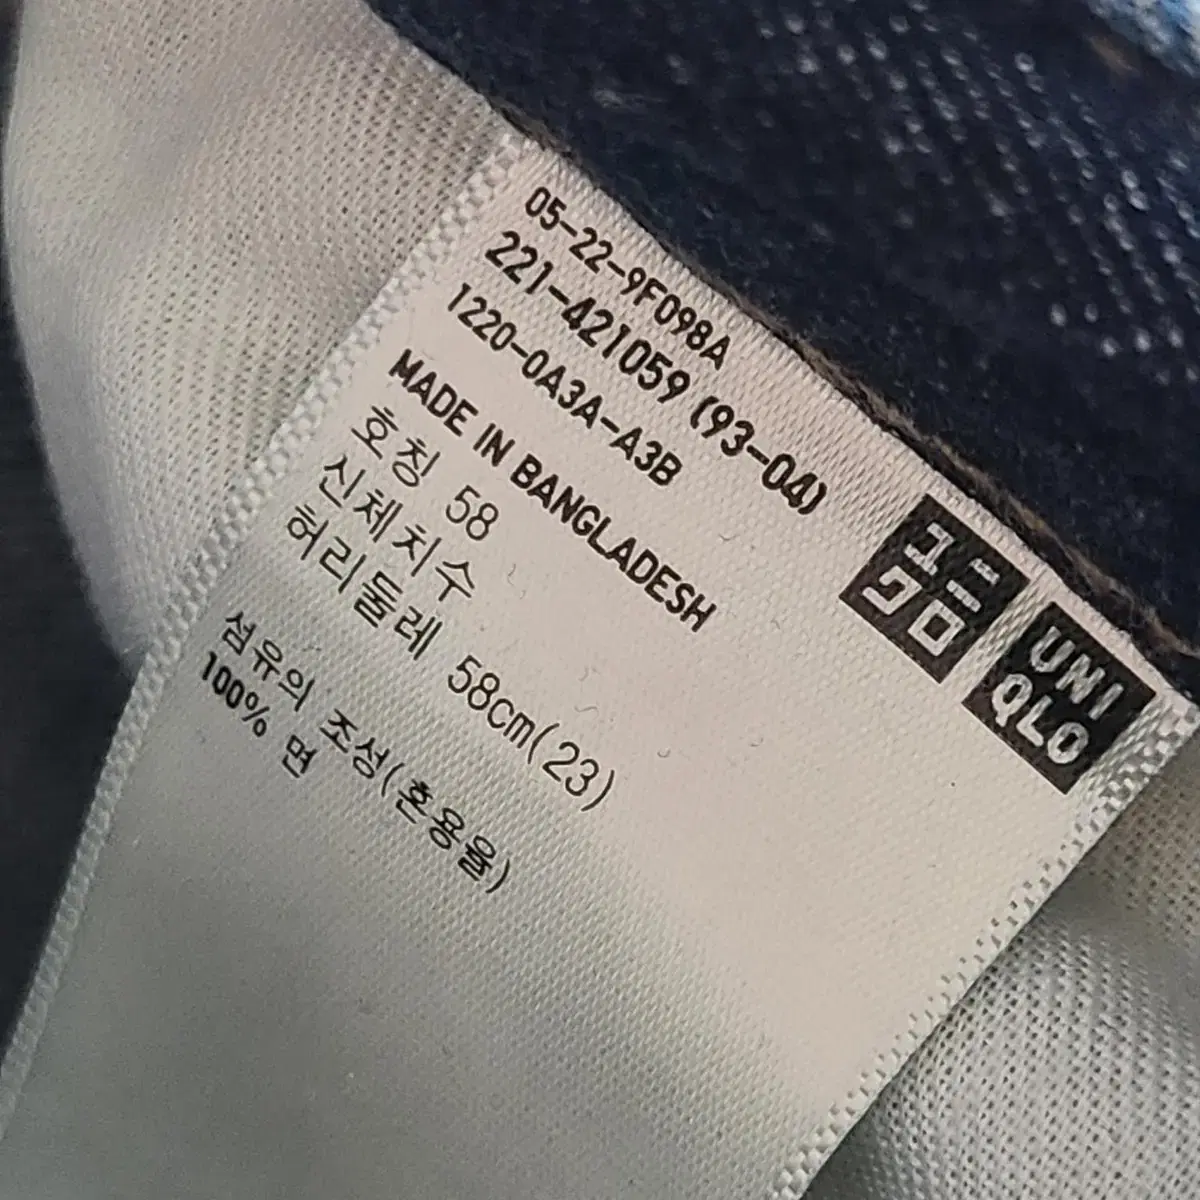 05-22-9F098A
221-421059 (93-04)
1220-0A3A-A3B
MADE IN BANGLADESH
호칭 58
신체치수
허리둘레 58cm(23)
섬유의 조성(혼용율)
100% 면
ユニ
クロ
UNI
QLO